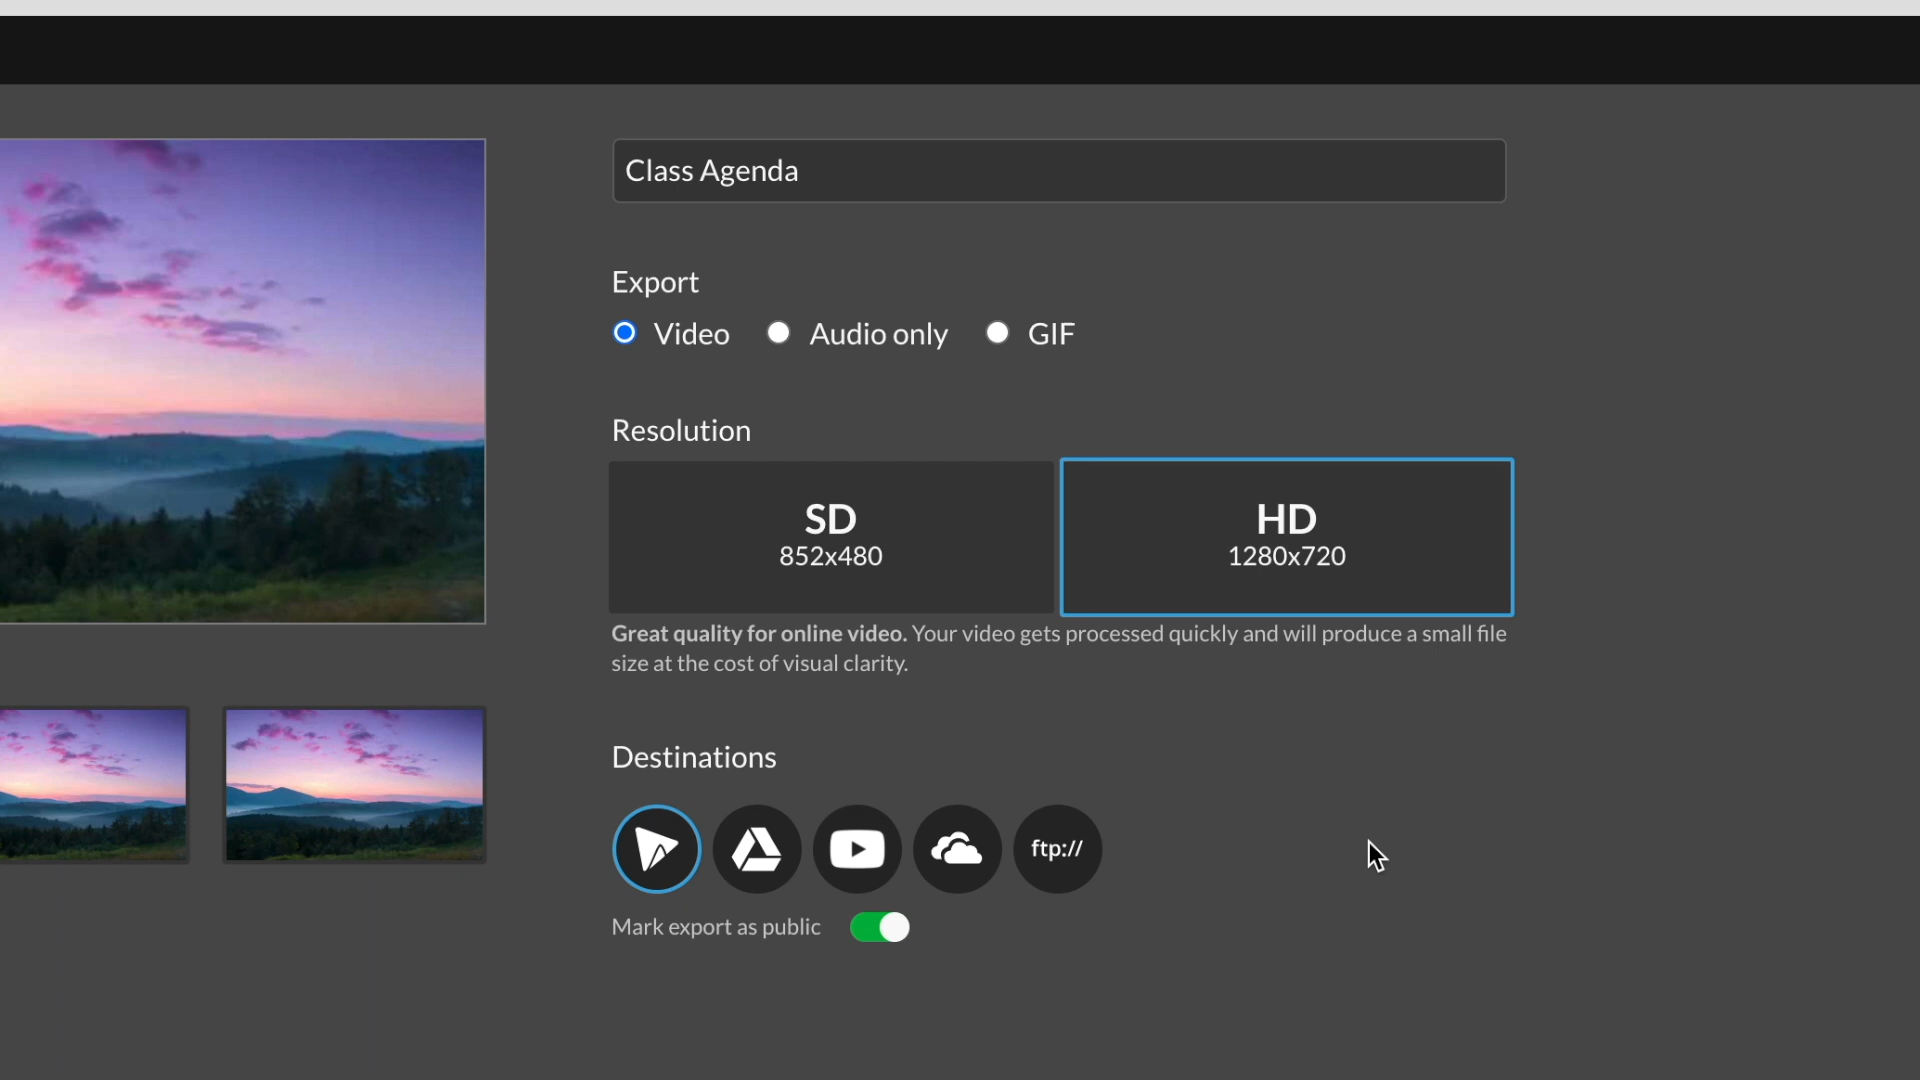 Class Agenda
Export
Video Audio only GIF
Resolution
SD HD
852x480 1280x720
Great quality for online video. Your video gets processed quickly and will produce a small file
size at the cost of visual clarity.
Destinations
ftp://
Mark export as public